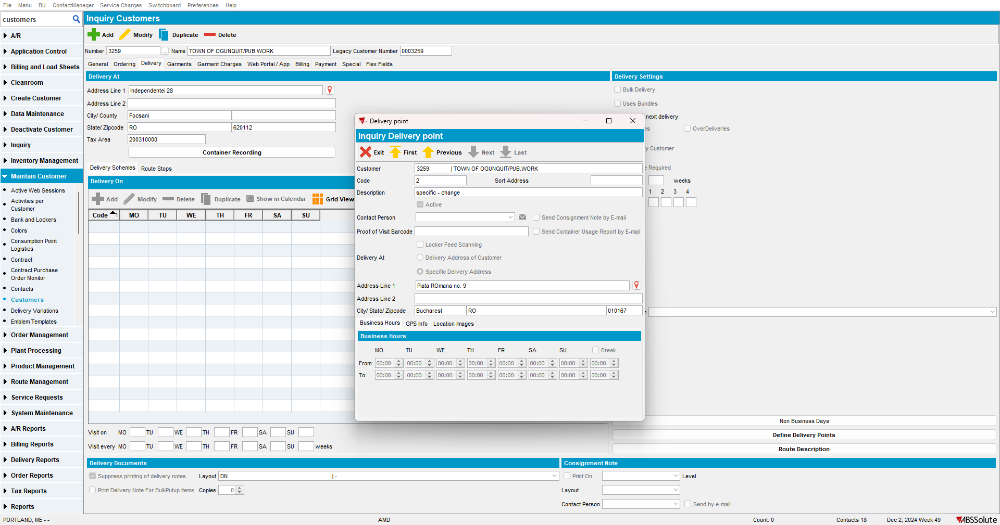 File Menu BU ContactManager Service Charges Switchboard Preferences Help
customers
Inquiry Customers
Add Modify Duplicate Delete
Number 3259 ... Name TOWN OF OGUNQUIT/PUB.WORK Legacy Customer Number 0003259
General Ordering Delivery Garments Garment Charges Web Portal / App Billing Payment Special Flex Fields
A/R
Application Control
Billing and Load Sheets
Cleanroom
Create Customer
Data Maintenance
Deactivate Customer
Inquiry
Inventory Management
Maintain Customer
Active Web Sessions
Activities per
Customer
Bank and Lockers
Colors
Consumption Point
Logistics
Contract
Contract Purchase
Order Monitor
Contacts
Customers
Delivery Variations
Emblem Templates
Order Management
Plant Processing
Product Management
Route Management
Service Requests
System Maintenance
A/R Reports
Billing Reports
Delivery Reports
Order Reports
Tax Reports
Reports
Delivery At
Address Line 1 Independentei 28
Address Line 2
City/ County Focsani
State/ Zipcode RO 620112
Tax Area 200310000
Container Recording
Delivery Schemes Route Stops
Delivery On
Add Modify Delete Duplicate 16 Show in Calendar Grid View
Code 1 MO TU WE TH FR SA SU
Visit on MO TU WE TH FR SA SU
Visit every MO TU WE TH FR SA SU weeks
Delivery Settings
Bulk Delivery
Uses Bundles
next delivery:
es OverDeliveries
y Customer
e Required
weeks
1 2 3 4
n
Non Business Days
Define Delivery Points
Route Description
Delivery point
Inquiry Delivery point
Exit First Previous Next Last
Customer 3259 | TOWN OF OGUNQUIT/PUB.WORK
Code 2 Sort Address
Description specific - change
Active
Contact Person Send Consignment Note by E-mail
Proof of Visit Barcode Send Container Usage Report by E-mail
Locker Feed Scanning
Delivery At Delivery Address of Customer
Specific Delivery Address
Address Line 1 Piata ROmana no. 9
Address Line 2
City/ State/ Zipcode Bucharest RO 010167
Business Hours GPS Info Location Images
Business Hours
MO TU WE TH FR SA SU Break
From: 00:00 00:00 00:00 00:00 00:00 00:00 00:00 00:00
To: 00:00 00:00 00:00 00:00 00:00 00:00 00:00 00:00
Delivery Documents
Suppress printing of delivery notes Layout DN | -
Print Delivery Note For BulkPutup Items Copies 0
Consignment Note
Print On Level
Layout
Contact Person Send by e-mail
PORTLAND, ME - - AMD Count: 0 Contacts 18 Dec 2, 2024 Week 49 ABSSolute